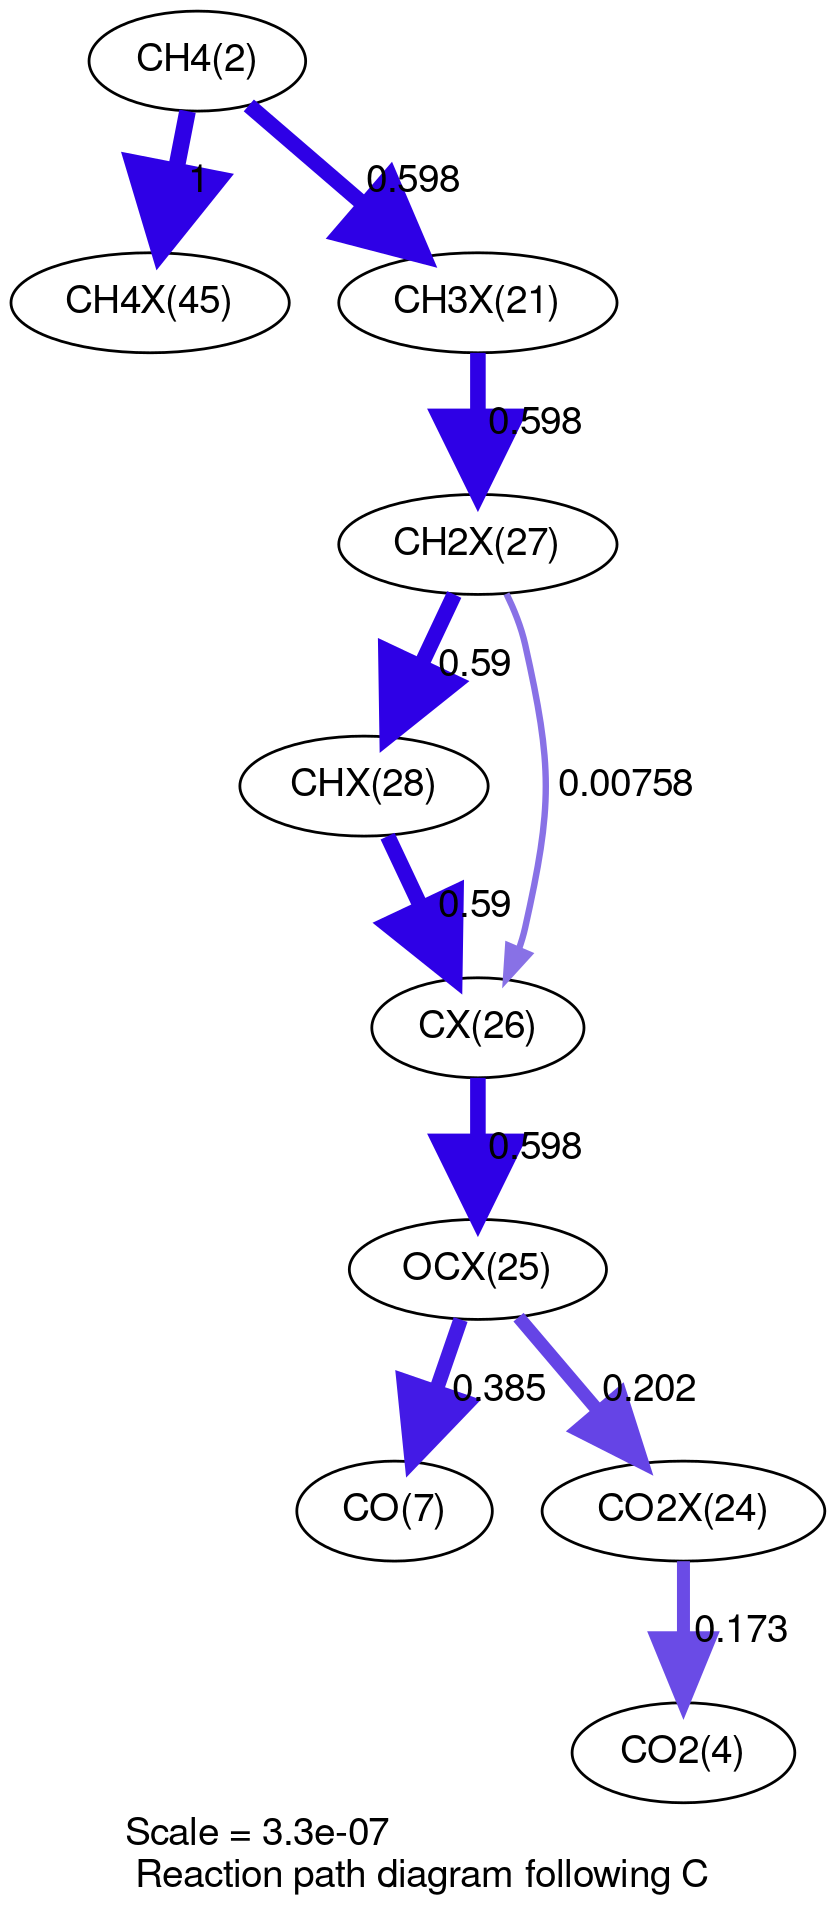 CH4(2)
1
0.598
CH4X(45)
CH3X(21)
0.598
CH2X(27)
0.59
0.00758
CHX(28)
0.59
CX(26)
0.598
OCX(25)
0.385
0.202
CO(7)
CO2X(24)
0.173
CO2(4)
Scale = 3.3e-07
Reaction path diagram following C